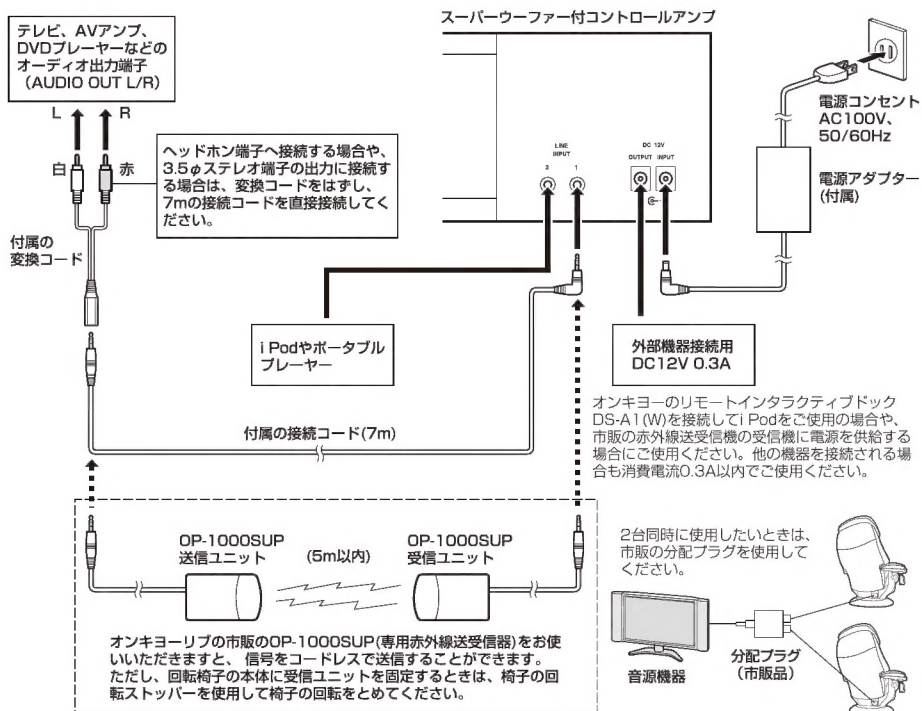 スーパーウーファー付コントロールアンプ
テレビ、AVアンプ、
DVDプレーヤーなどの
オーディオ出力端子
(AUDIO OUT L/R)
L
R
白
赤
ヘッドホン端子へ接続する場合や、
3.5φステレオ端子の出力に接続す
る場合は、変換コードをはずし、
7mの接続コードを直接接続してく
ださい。
付属の
変換コード
LINE
INPUT
2
1
DC 12V
OUTPUT INPUT
電源コンセント
AC100V、
50/60Hz
電源アダプター
(付属)
i Podやポータブル
プレーヤー
外部機器接続用
DC12V 0.3A
付属の接続コード(7m)
オンキヨーのリモートインタラクティブドック
DS-A1(W)を接続してi Podをご使用の場合や、
市販の赤外線送受信機の受信機に電源を供給する
場合にご使用ください。他の機器を接続される場
合も消費電流0.3A以内でご使用ください。
OP-1000SUP
送信ユニット
(5m以内)
OP-1000SUP
受信ユニット
オンキヨーリブの市販のOP-1000SUP(専用赤外線送受信器)をお使
いいただきますと、 信号をコードレスで送信することができます。
ただし、回転椅子の本体に受信ユニットを固定するときは、椅子の回
転ストッパーを使用して椅子の回転をとめてください。
2台同時に使用したいときは、
市販の分配プラグを使用して
ください。
音源機器
分配プラグ
(市販品)